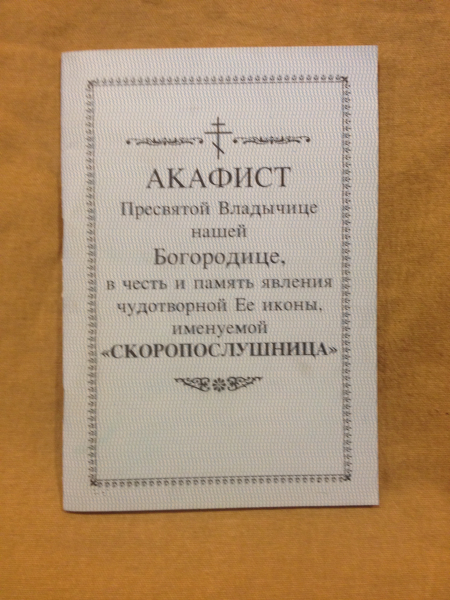 АКАФИСТ
Пресвятой Владычице
нашей
Богородице,
в честь и память явления
чудотворной Ее иконы,
именуемой
«СКОРОПОСЛУШНИЦА»